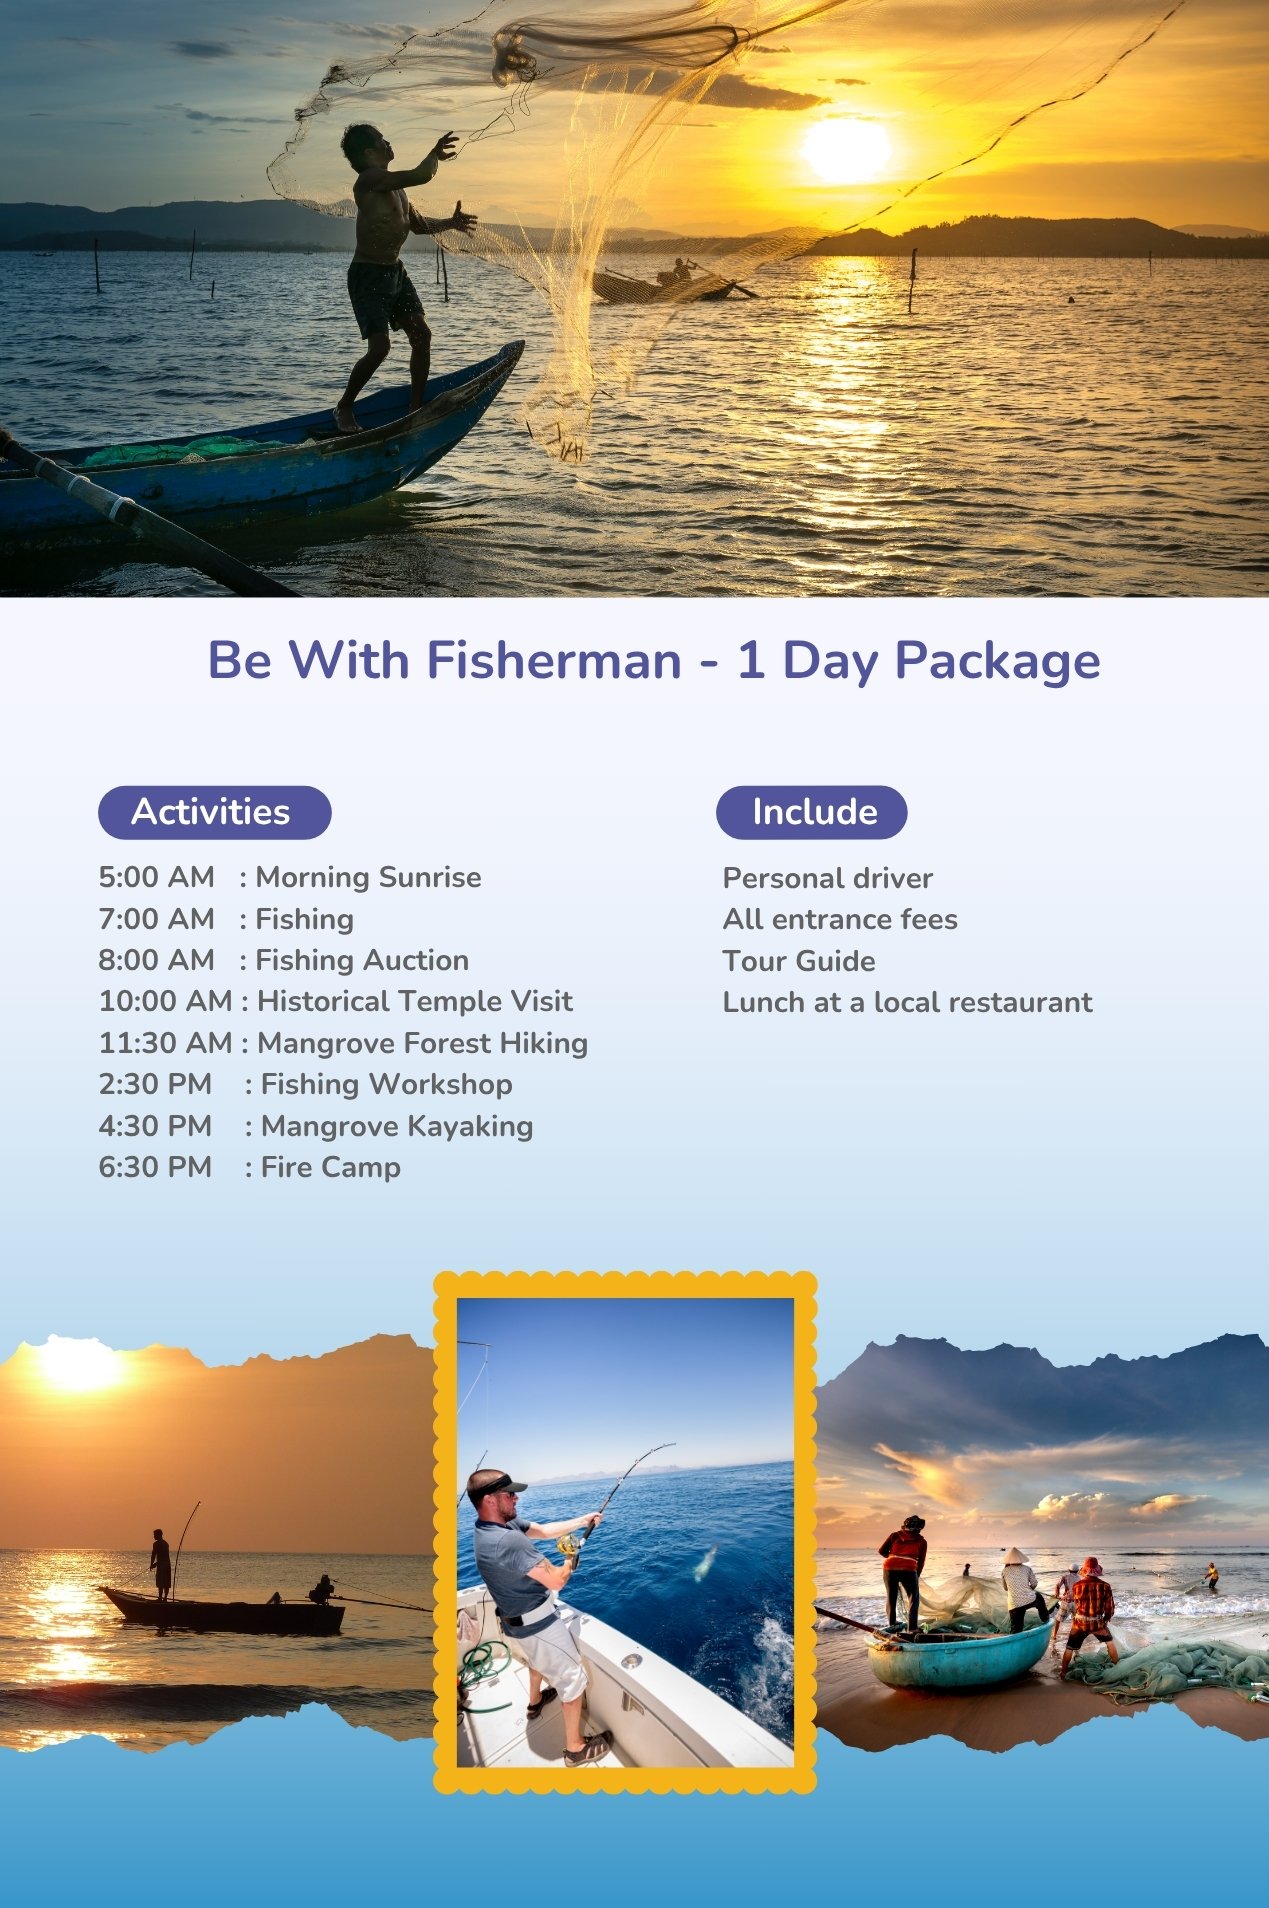 Be With Fisherman - 1 Day Package
Activities
5:00 AM : Morning Sunrise
7:00 AM : Fishing
8:00 AM : Fishing Auction
10:00 AM : Historical Temple Visit
11:30 AM : Mangrove Forest Hiking
2:30 PM : Fishing Workshop
4:30 PM : Mangrove Kayaking
6:30 PM : Fire Camp
Include
Personal driver
All entrance fees
Tour Guide
Lunch at a local restaurant